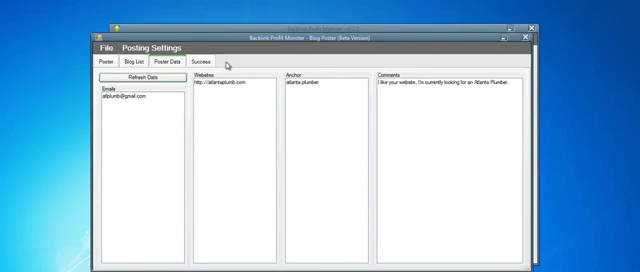 Backlink Profit Monster - Blog Poster (Beta Version)
File Posting Settings
Poster Blog List Poster Data Success
Refresh Data
Emails
atlplumb@gmail.com
Websites
http://atlantaplumb.com
Anchor
atlanta plumber
Comments
I like your website, I'm currently looking for an Atlanta Plumber.